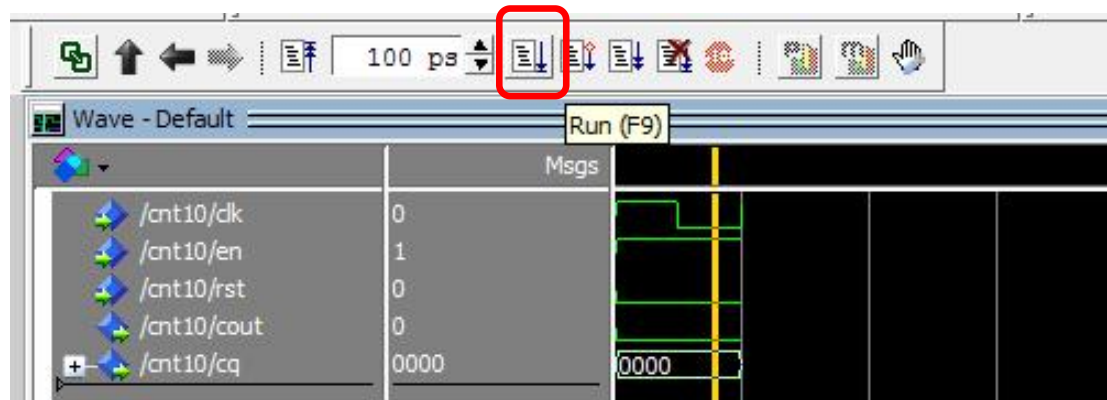 100 ps
Wave - Default
Run (F9)
Msgs
/cnt10/clk 0
/cnt10/en 1
/cnt10/rst 0
/cnt10/cout 0
/cnt10/cq 0000 0000